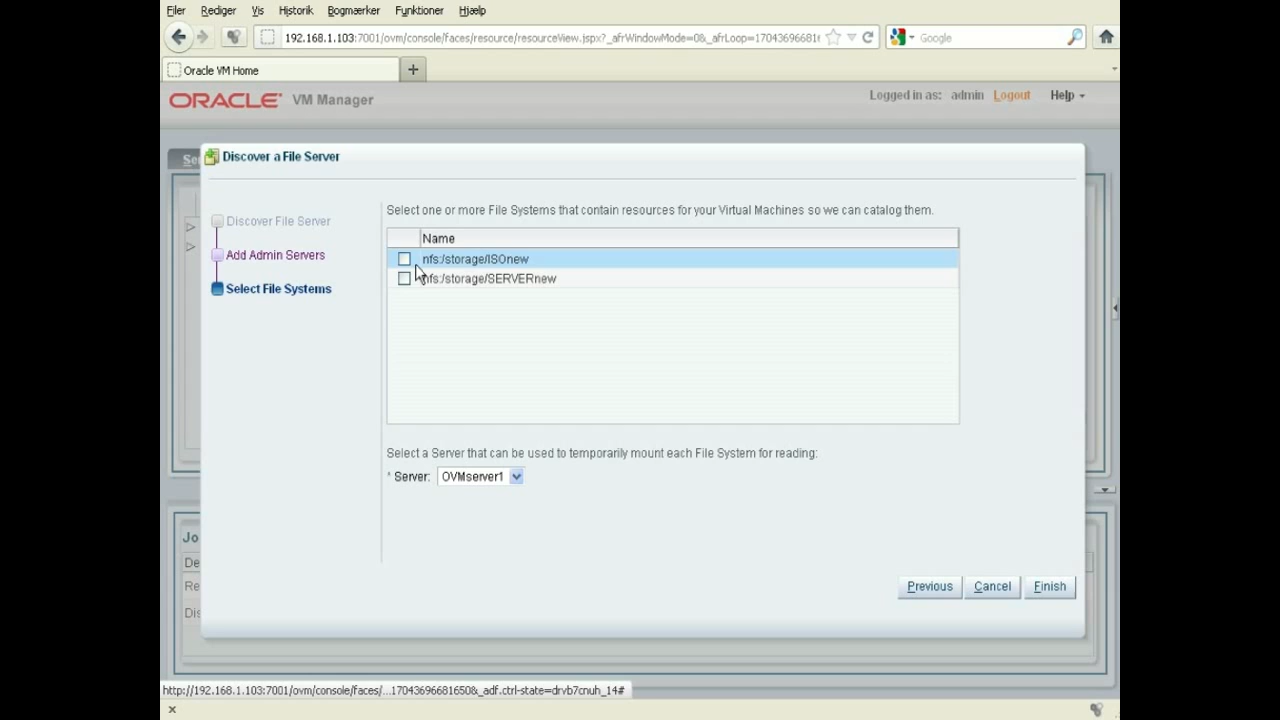 Filer Rediger Vis Historik Bogmærker Funktioner Hjælp
192.168.1.103:7001/ovm/console/faces/resource/resourceView.jspx?_afrWindowMode=0&_afrLoop=17043696681
Google
Oracle VM Home
ORACLE VM Manager
Logged in as: admin Logout Help
Se
Discover a File Server
Discover File Server
Add Admin Servers
Select File Systems
Select one or more File Systems that contain resources for your Virtual Machines so we can catalog them.
Name
nfs:/storage/ISOnew
nfs:/storage/SERVERnew
Select a Server that can be used to temporarily mount each File System for reading:
* Server: OVMserver1
Jo
De
Re
Dis
Previous Cancel Finish
http://192.168.1.103:7001/ovm/console/faces/...17043696681650&_adf.ctrl-state=drvb7cnuh_14#